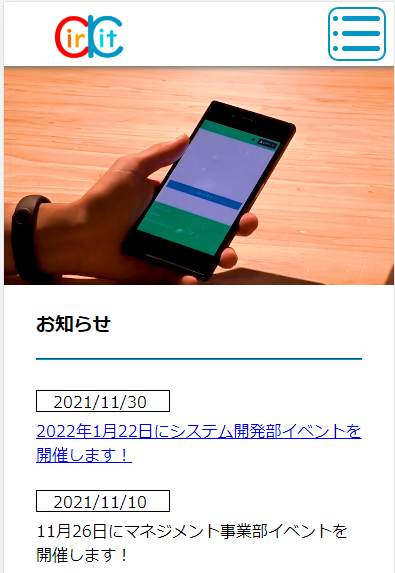 CirKit
お知らせ
2021/11/30
2022年1月22日にシステム開発部イベントを
開催します！
2021/11/10
11月26日にマネジメント事業部イベントを
開催します！